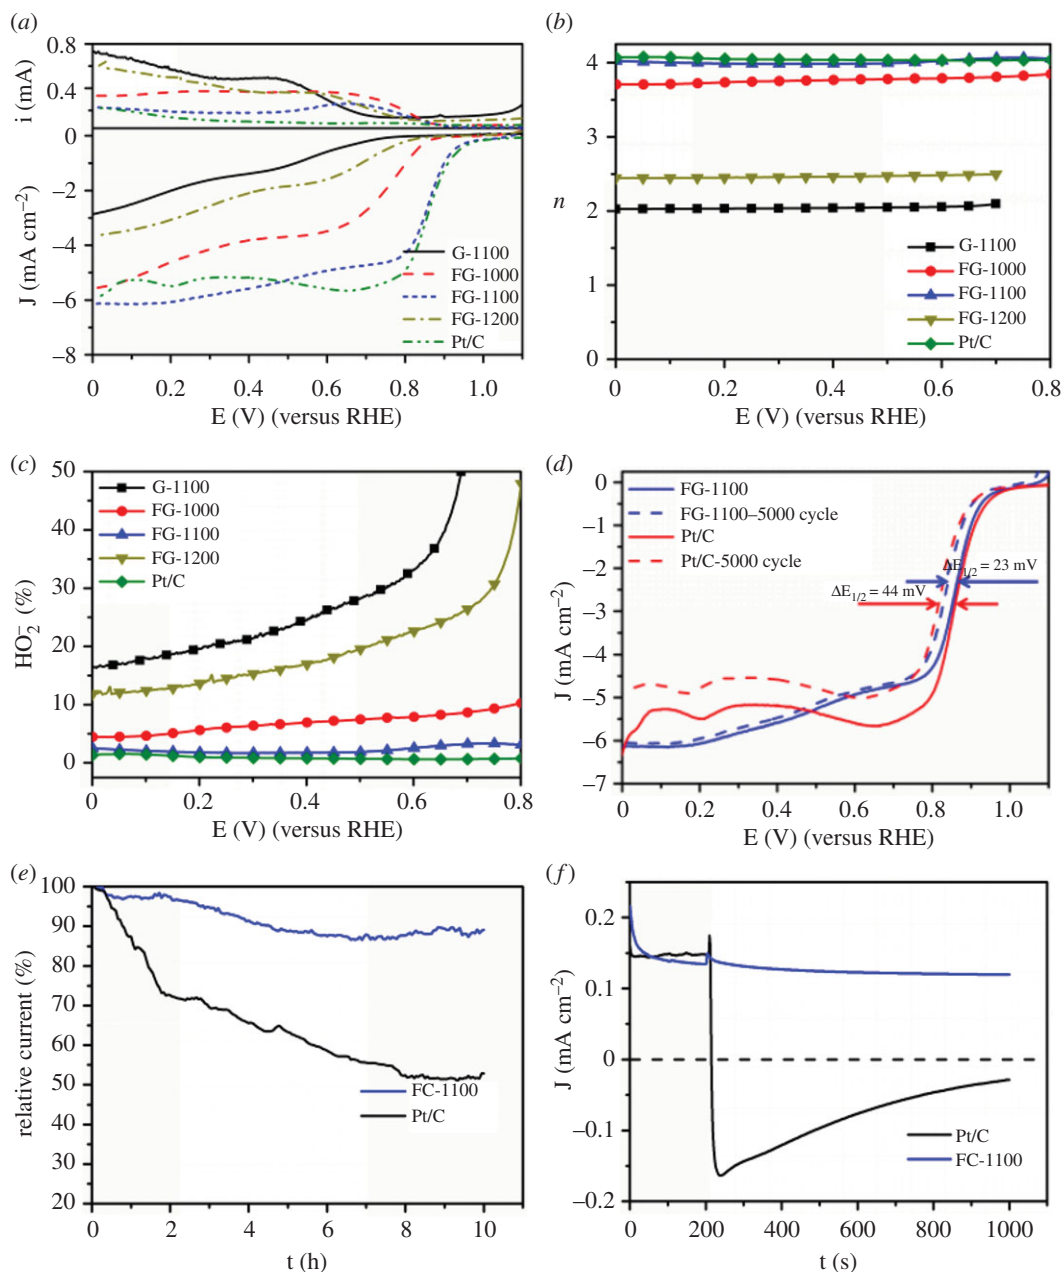 (a)
0.8
0.4
i (mA)
0
–2
–4
–6
–8
J (mA cm–2)
G-1100
FG-1000
FG-1100
FG-1200
Pt/C
0 0.2 0.4 0.6 0.8 1.0
E (V) (versus RHE)
(b)
4
2
0
n
G-1100
FG-1000
FG-1100
FG-1200
Pt/C
0 0.2 0.4 0.6 0.8
E (V) (versus RHE)
(c)
50
40
30
20
10
0
HO2– (%)
G-1100
FG-1000
FG-1100
FG-1200
Pt/C
0 0.2 0.4 0.6 0.8
E (V) (versus RHE)
(d)
0
–1
–2
–3
–4
–5
–6
–7
J (mA cm–2)
FG-1100
FG-1100–5000 cycle
Pt/C
Pt/C-5000 cycle
ΔE1/2 = 23 mV
ΔE1/2 = 44 mV
0 0.2 0.4 0.6 0.8 1.0
E (V) (versus RHE)
(e)
100
90
80
70
60
50
40
30
20
relative current (%)
FC-1100
Pt/C
0 2 4 6 8 10
t (h)
(f)
0.2
0.1
0
–0.1
–0.2
J (mA cm–2)
Pt/C
FC-1100
0 200 400 600 800 1000
t (s)